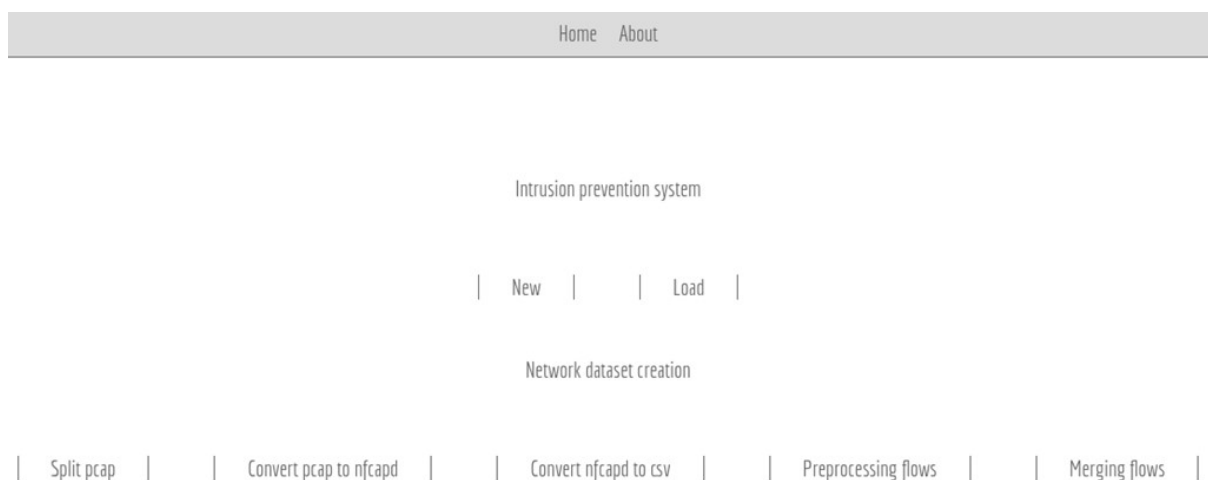 Home About
Intrusion prevention system
New Load
Network dataset creation
Split pcap Convert pcap to nfcapd Convert nfcapd to csv Preprocessing flows Merging flows